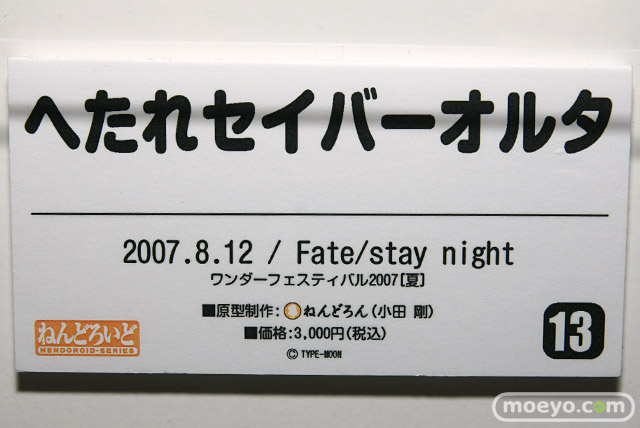 へたれセイバーオルタ
2007.8.12 / Fate/stay night
ワンダーフェスティバル2007[夏]
■原型制作:ねんどろん(小田 剛)
■価格:3,000円(税込)
© TYPE-MOON
ねんどろいど
NENDOROID-SERIES
13
moeyo.com